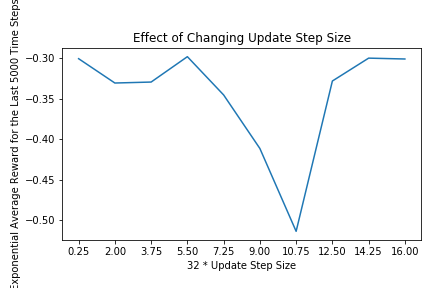 Effect of Changing Update Step Size
Exponential Average Reward for the Last 5000 Time Steps
−0.30
−0.35
−0.40
−0.45
−0.50
0.25 2.00 3.75 5.50 7.25 9.00 10.75 12.50 14.25 16.00
32 * Update Step Size